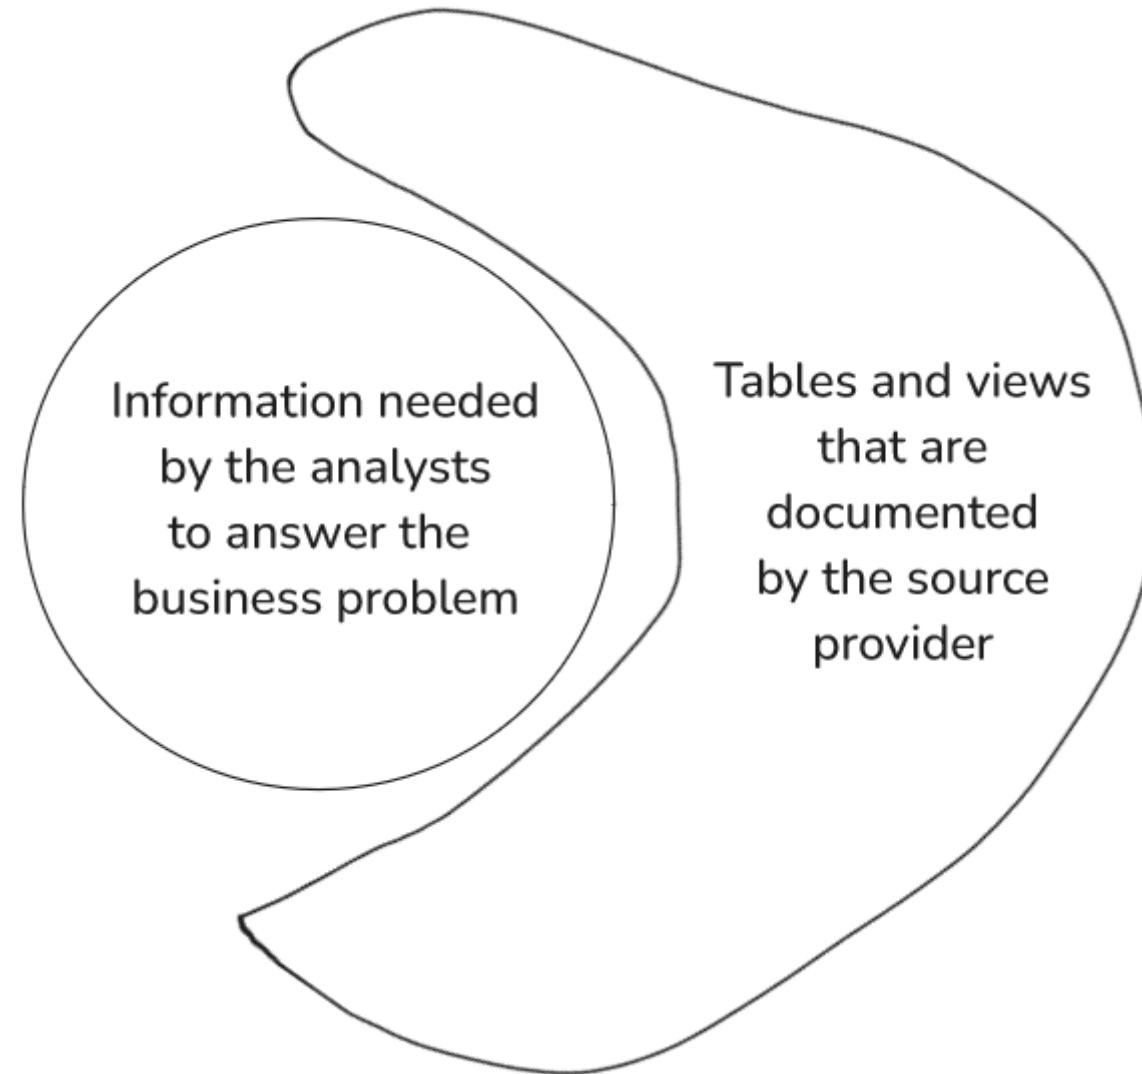 Information needed
by the analysts
to answer the
business problem
Tables and views
that are
documented
by the source
provider